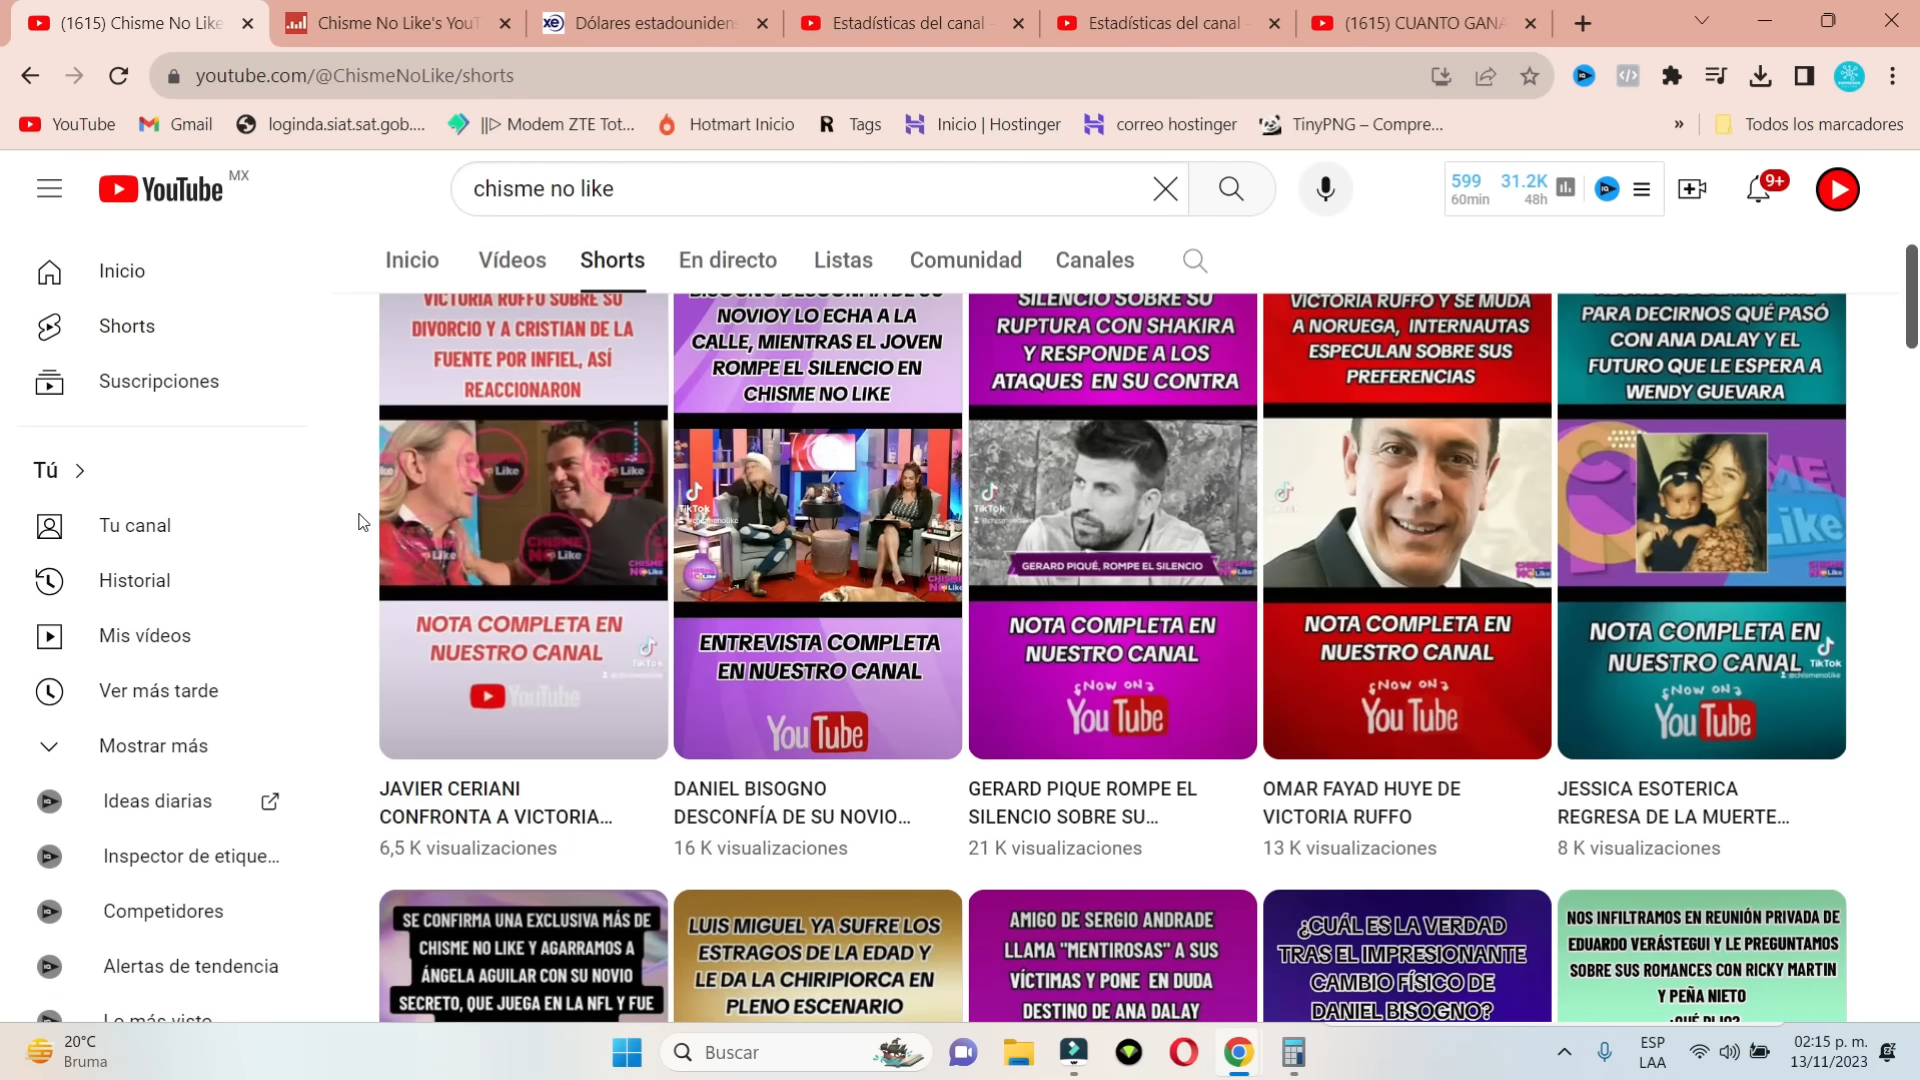 (1615) Chisme No Like
Chisme No Like's YouT
Dólares estadouniden
Estadísticas del canal -
Estadísticas del canal -
(1615) CUANTO GANA
youtube.com/@ChismeNoLike/shorts
YouTube
Gmail
loginda.siat.sat.gob....
||▷ Modem ZTE Tot...
Hotmart Inicio
R Tags
Inicio | Hostinger
correo hostinger
TinyPNG – Compre...
»
Todos los marcadores
YouTube MX
chisme no like
599 60min
31.2K 48h
9+
Inicio
Vídeos
Shorts
En directo
Listas
Comunidad
Canales
Inicio
Shorts
Suscripciones
Tú >
Tu canal
Historial
Mis vídeos
Ver más tarde
Mostrar más
Ideas diarias
Inspector de etique...
Competidores
Alertas de tendencia
Lo más visto
VICTORIA RUFFO SOBRE SU
DIVORCIO Y A CRISTIAN DE LA
FUENTE POR INFIEL, ASÍ
REACCIONARON
NOTA COMPLETA EN
NUESTRO CANAL
TikTok
YouTube
JAVIER CERIANI
CONFRONTA A VICTORIA...
6,5 K visualizaciones
BISOGNO DESCONFÍA DE SU
NOVIOY LO ECHA A LA
CALLE, MIENTRAS EL JOVEN
ROMPE EL SILENCIO EN
CHISME NO LIKE
TikTok
ENTREVISTA COMPLETA
EN NUESTRO CANAL
YouTube
DANIEL BISOGNO
DESCONFÍA DE SU NOVIO...
16 K visualizaciones
SILENCIO SOBRE SU
RUPTURA CON SHAKIRA
Y RESPONDE A LOS
ATAQUES EN SU CONTRA
TikTok
GERARD PIQUÉ, ROMPE EL SILENCIO
NOTA COMPLETA EN
NUESTRO CANAL
NOW ON
YouTube
GERARD PIQUE ROMPE EL
SILENCIO SOBRE SU...
21 K visualizaciones
VICTORIA RUFFO Y SE MUDA
A NORUEGA, INTERNAUTAS
ESPECULAN SOBRE SUS
PREFERENCIAS
NOTA COMPLETA EN
NUESTRO CANAL
NOW ON
YouTube
OMAR FAYAD HUYE DE
VICTORIA RUFFO
13 K visualizaciones
PARA DECIRNOS QUÉ PASÓ
CON ANA DALAY Y EL
FUTURO QUE LE ESPERA A
WENDY GUEVARA
NOTA COMPLETA EN
NUESTRO CANAL
TikTok
NOW ON
YouTube
JESSICA ESOTERICA
REGRESA DE LA MUERTE...
8 K visualizaciones
SE CONFIRMA UNA EXCLUSIVA MÁS DE
CHISME NO LIKE Y AGARRAMOS A
ÁNGELA AGUILAR CON SU NOVIO
SECRETO, QUE JUEGA EN LA NFL Y FUE
LUIS MIGUEL YA SUFRE LOS
ESTRAGOS DE LA EDAD Y
LE DA LA CHIRIPIORCA EN
PLENO ESCENARIO
AMIGO DE SERGIO ANDRADE
LLAMA "MENTIROSAS" A SUS
VÍCTIMAS Y PONE EN DUDA
DESTINO DE ANA DALAY
¿CUÁL ES LA VERDAD
TRAS EL IMPRESIONANTE
CAMBIO FÍSICO DE
DANIEL BISOGNO?
NOS INFILTRAMOS EN REUNIÓN PRIVADA DE
EDUARDO VERÁSTEGUI Y LE PREGUNTAMOS
SOBRE SUS ROMANCES CON RICKY MARTIN
Y PEÑA NIETO
¿QUÉ DIJO?
20°C
Bruma
Buscar
ESP
LAA
02:15 p. m.
13/11/2023